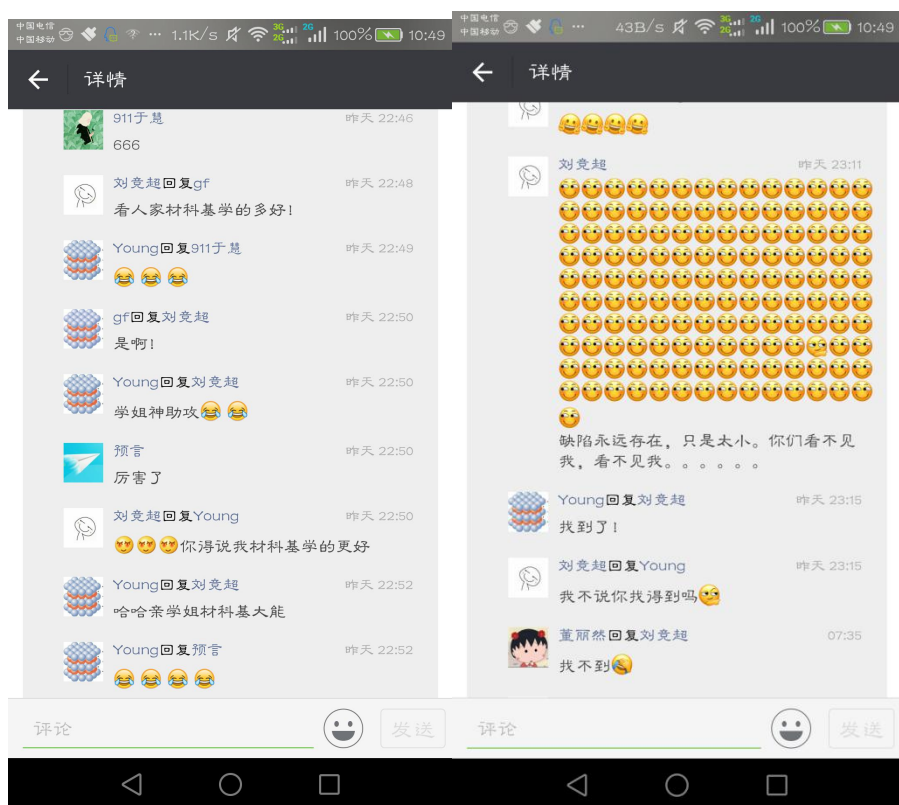 中国电信
中国移动
1.1K/s
3G
2G
2G
100%
10:49
详情
911于慧
昨天 22:46
666
刘竞超回复gf
昨天 22:48
看人家材料基学的多好！
Young回复911于慧
昨天 22:49
gf回复刘竞超
昨天 22:50
是啊！
Young回复刘竞超
昨天 22:50
学姐神助攻
预言
昨天 22:50
厉害了
刘竞超回复Young
昨天 22:50
你得说我材料基学的更好
Young回复刘竞超
昨天 22:52
哈哈亲学姐材料基大能
Young回复预言
昨天 22:52
评论
发送
中国电信
中国移动
43B/s
3G
2G
2G
100%
10:49
详情
刘竞超
昨天 23:11
缺陷永远存在，只是太小。你们看不见
我，看不见我。。。。。。
Young回复刘竞超
昨天 23:15
找到了！
刘竞超回复Young
昨天 23:15
我不说你找得到吗
董丽然回复刘竞超
07:35
找不到
评论
发送